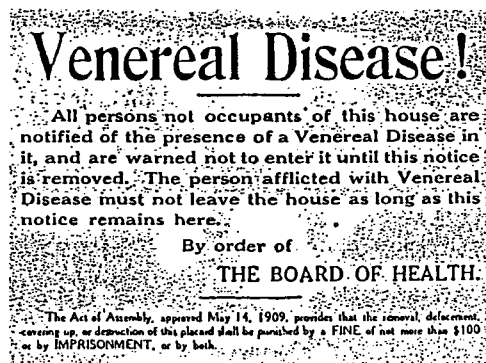 Venereal Disease!
All persons not occupants of this house are
notified of the presence of a Venereal Disease in
it, and are warned not to enter it until this notice
is removed. The person afflicted with Venereal
Disease must not leave the house as long as this
notice remains here.
By order of
THE BOARD OF HEALTH.
The Act of Assembly, approved May 14, 1909, provides that the removal, defacement,
covering up, or destruction of this placard shall be punished by a FINE of not more than $100
or by IMPRISONMENT, or by both.